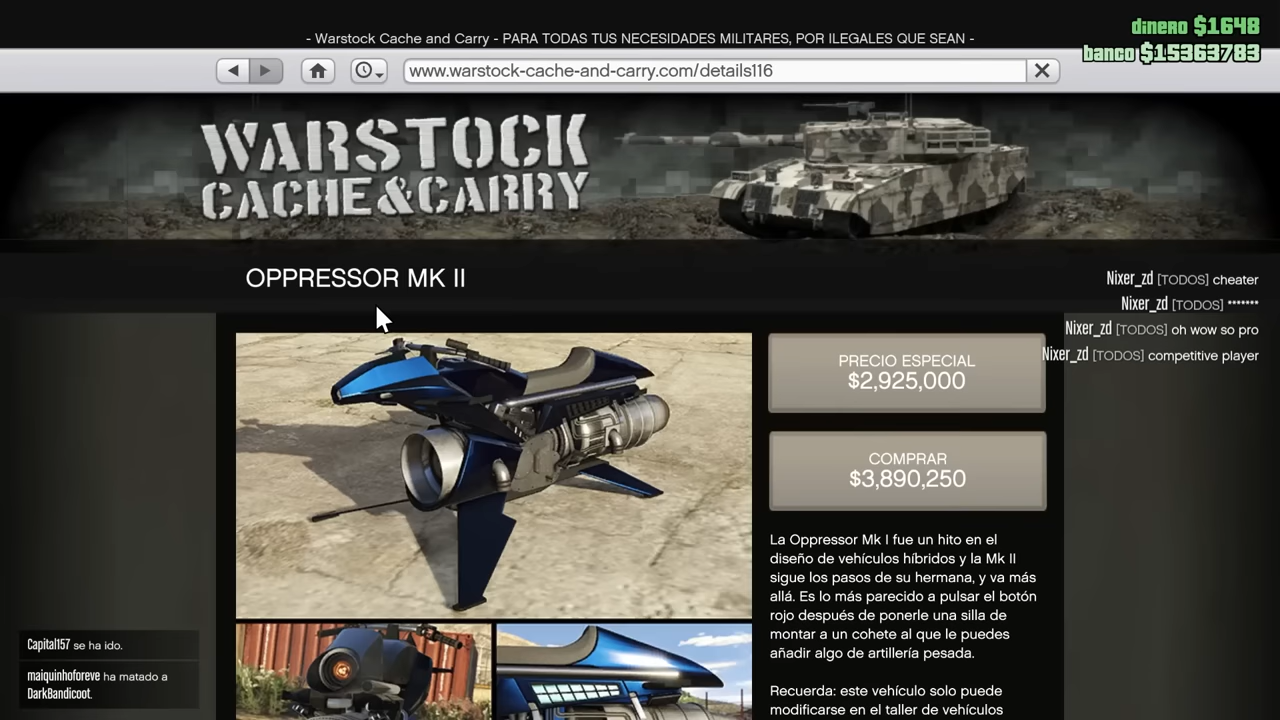 dinero $1648
banco $15363783
- Warstock Cache and Carry - PARA TODAS TUS NECESIDADES MILITARES, POR ILEGALES QUE SEAN -
www.warstock-cache-and-carry.com/details116
WARSTOCK
CACHE&CARRY
OPPRESSOR MK II
Nixer_zd [TODOS] cheater
Nixer_zd [TODOS] *******
Nixer_zd [TODOS] oh wow so pro
Nixer_zd [TODOS] competitive player
PRECIO ESPECIAL
$2,925,000
COMPRAR
$3,890,250
La Oppressor Mk I fue un hito en el
diseño de vehículos híbridos y la Mk II
sigue los pasos de su hermana, y va más
allá. Es lo más parecido a pulsar el botón
rojo después de ponerle una silla de
montar a un cohete al que le puedes
añadir algo de artillería pesada.
Recuerda: este vehículo solo puede
modificarse en el taller de vehículos
Capital157 se ha ido.
maiquinhoforeve ha matado a
DarkBandicoot.